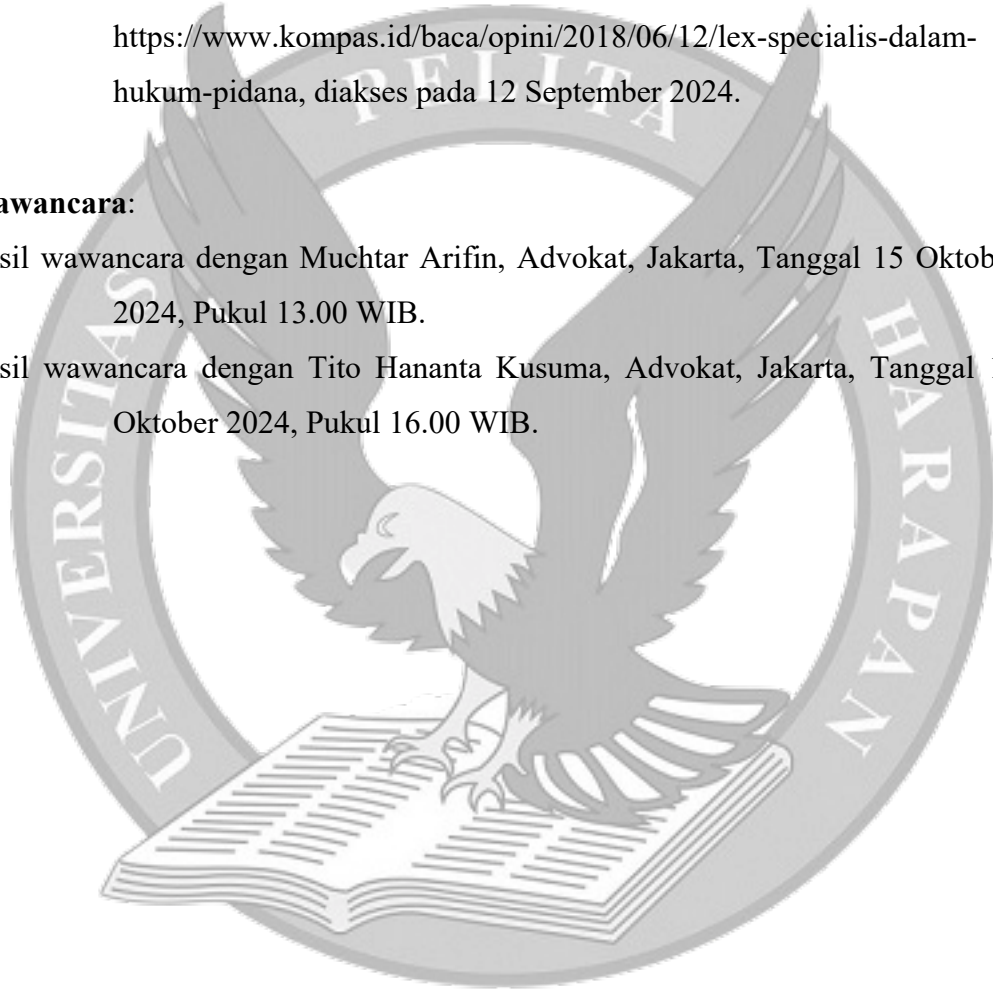 https://www.kompas.id/baca/opini/2018/06/12/lex-specialis-dalam-
hukum-pidana, diakses pada 12 September 2024.
awancara:
sil wawancara dengan Muchtar Arifin, Advokat, Jakarta, Tanggal 15 Oktob
2024, Pukul 13.00 WIB.
sil wawancara dengan Tito Hananta Kusuma, Advokat, Jakarta, Tanggal
Oktober 2024, Pukul 16.00 WIB.
UNIVERSITAS PELITA HARAPAN